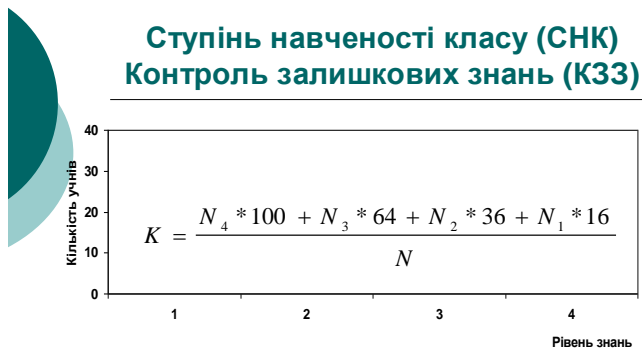 Ступінь навченості класу (СНК)
Контроль залишкових знань (КЗЗ)
Кількість учнів
40
30
20
10
0
K = (N₄ * 100 + N₃ * 64 + N₂ * 36 + N₁ * 16) / N
1 2 3 4
Рівень знань